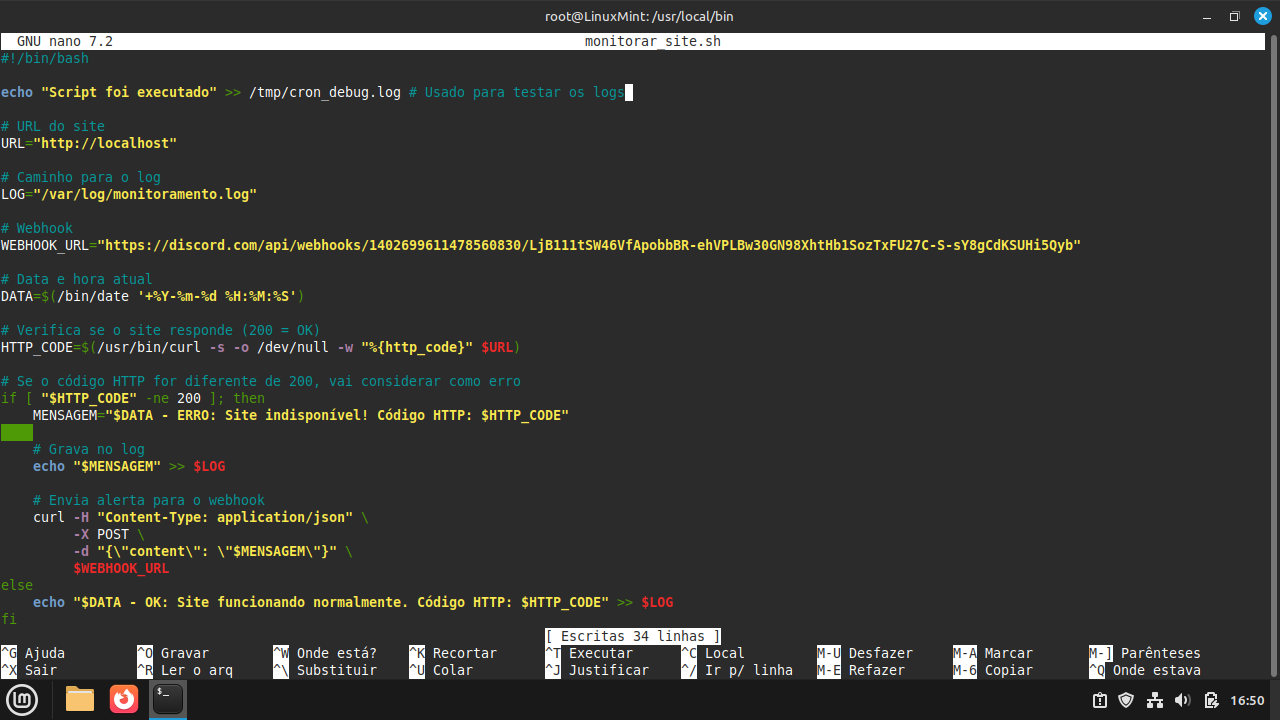 root@LinuxMint: /usr/local/bin
GNU nano 7.2 monitorar_site.sh
#!/bin/bash
echo "Script foi executado" >> /tmp/cron_debug.log # Usado para testar os logs
# URL do site
URL="http://localhost"
# Caminho para o log
LOG="/var/log/monitoramento.log"
# Webhook
WEBHOOK_URL="https://discord.com/api/webhooks/1402699611478560830/LjB111tSW46VfApobbBR-ehVPLBw30GN98XhtHb1SozTxFU27C-S-sY8gCdKSUHi5Qyb"
# Data e hora atual
DATA=$(/bin/date '+%Y-%m-%d %H:%M:%S')
# Verifica se o site responde (200 = OK)
HTTP_CODE=$(/usr/bin/curl -s -o /dev/null -w "%{http_code}" $URL)
# Se o código HTTP for diferente de 200, vai considerar como erro
if [ "$HTTP_CODE" -ne 200 ]; then
    MENSAGEM="$DATA - ERRO: Site indisponível! Código HTTP: $HTTP_CODE"
    # Grava no log
    echo "$MENSAGEM" >> $LOG
    # Envia alerta para o webhook
    curl -H "Content-Type: application/json" \
         -X POST \
         -d "{\"content\": \"$MENSAGEM\"}" \
         $WEBHOOK_URL
else
    echo "$DATA - OK: Site funcionando normalmente. Código HTTP: $HTTP_CODE" >> $LOG
fi
[ Escritas 34 linhas ]
^G Ajuda ^O Gravar ^W Onde está? ^K Recortar ^T Executar ^C Local M-U Desfazer M-A Marcar M-] Parênteses
^X Sair ^R Ler o arq ^\ Substituir ^U Colar ^J Justificar ^/ Ir p/ linha M-E Refazer M-6 Copiar ^Q Onde estava
16:50